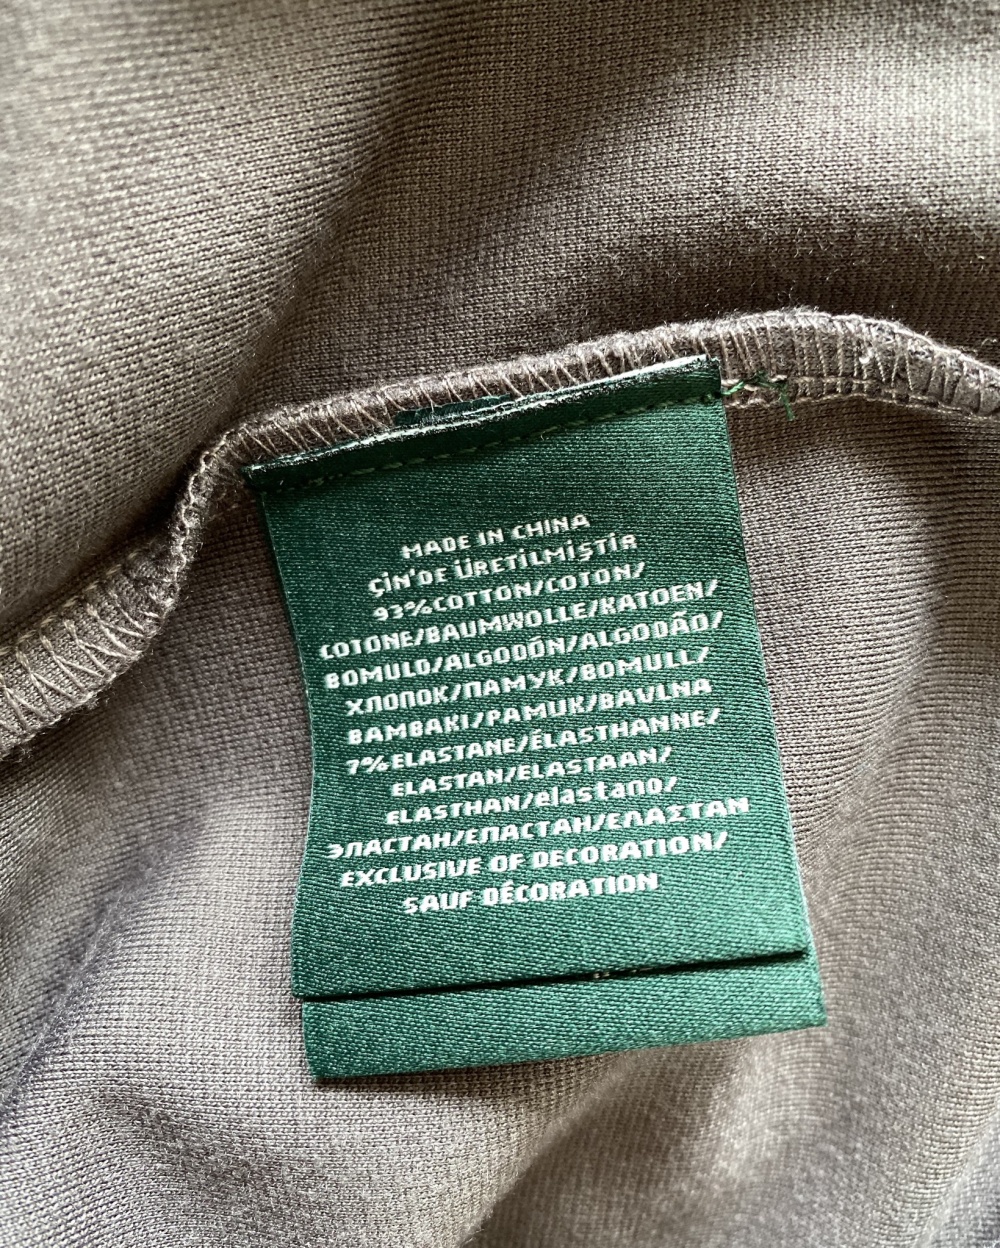 MADE IN CHINA
ÇİN'DE ÜRETİLMİŞTİR
93%COTTON/COTON/
COTONE/BAUMWOLLE/KATOEN/
BOMULD/ALGODÓN/ALGODÃO/
ХЛОПОК/ПАМУК/BOMULL/
BAMBAKI/PAMUK/BAVLNA
7%ELASTANE/ÉLASTHANNE/
ELASTAN/ELASTAAN/
ELASTHAN/elastano/
ЭЛАСТАН/ЕЛАСТАН/ΕΛΑΣΤΑΝ
EXCLUSIVE OF DECORATION/
SAUF DÉCORATION